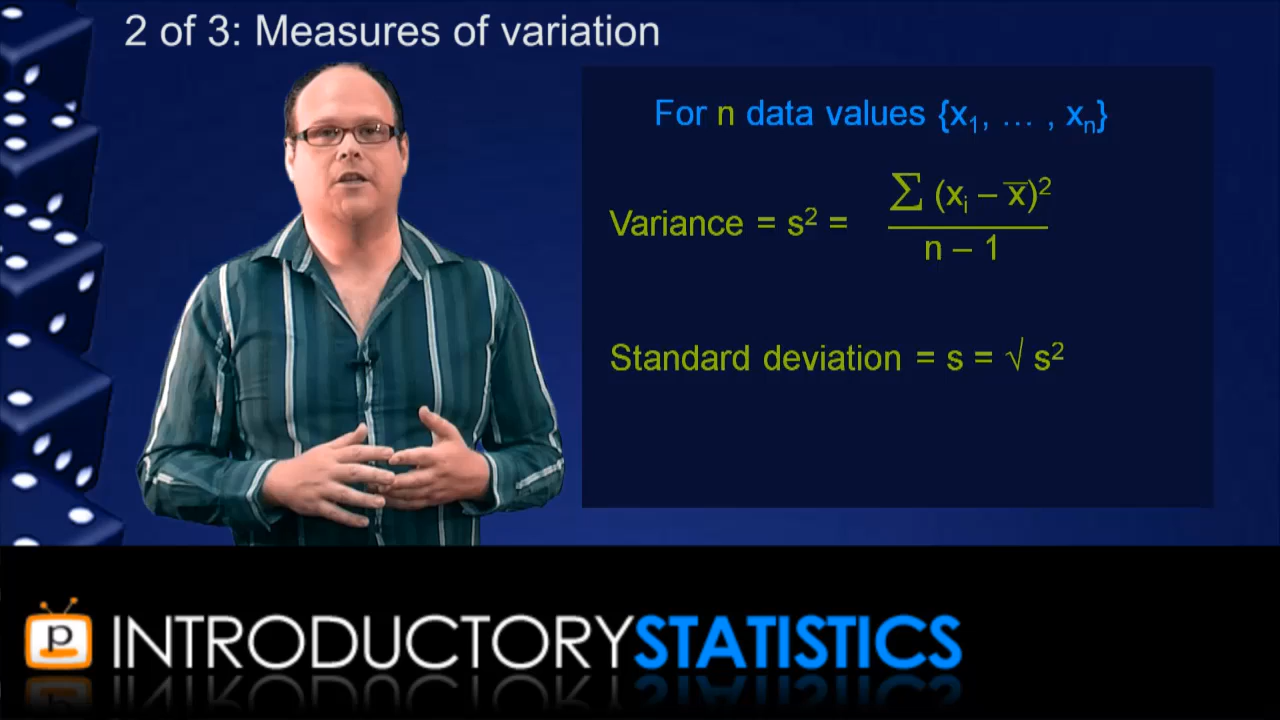 2 of 3: Measures of variation
For n data values {x₁, … , xₙ}
Variance = s² = ∑ (xᵢ – x̅)² / n – 1
Standard deviation = s = √ s²
p INTRODUCTORYSTATISTICS